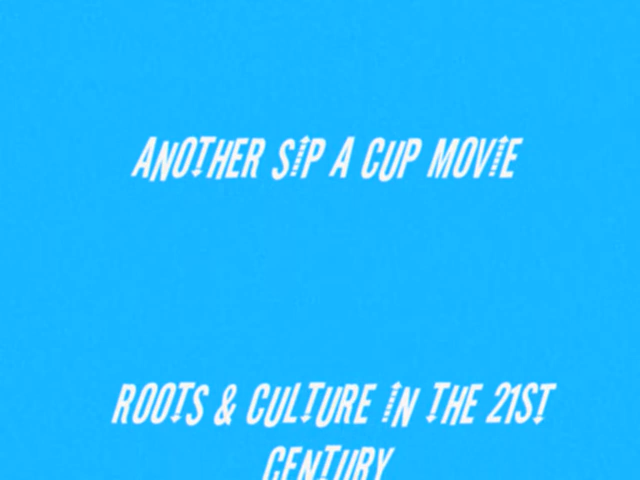 ANOTHER SIP A CUP MOVIE
ROOTS & CULTURE IN THE 21ST
CENTURY